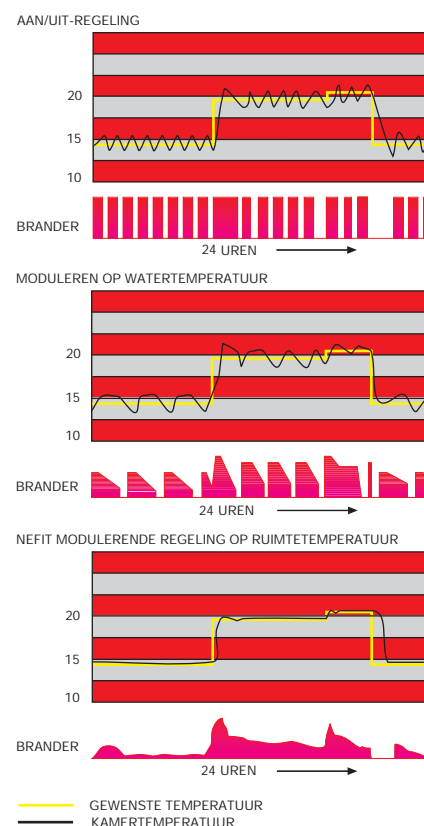 AAN/UIT-REGELING
20
15
10
BRANDER
24 UREN
MODULEREN OP WATERTEMPERATUUR
20
15
10
BRANDER
24 UREN
NEFIT MODULERENDE REGELING OP RUIMTETEMPERATUUR
20
15
10
BRANDER
24 UREN
GEWENSTE TEMPERATUUR
KAMERTEMPERATUUR